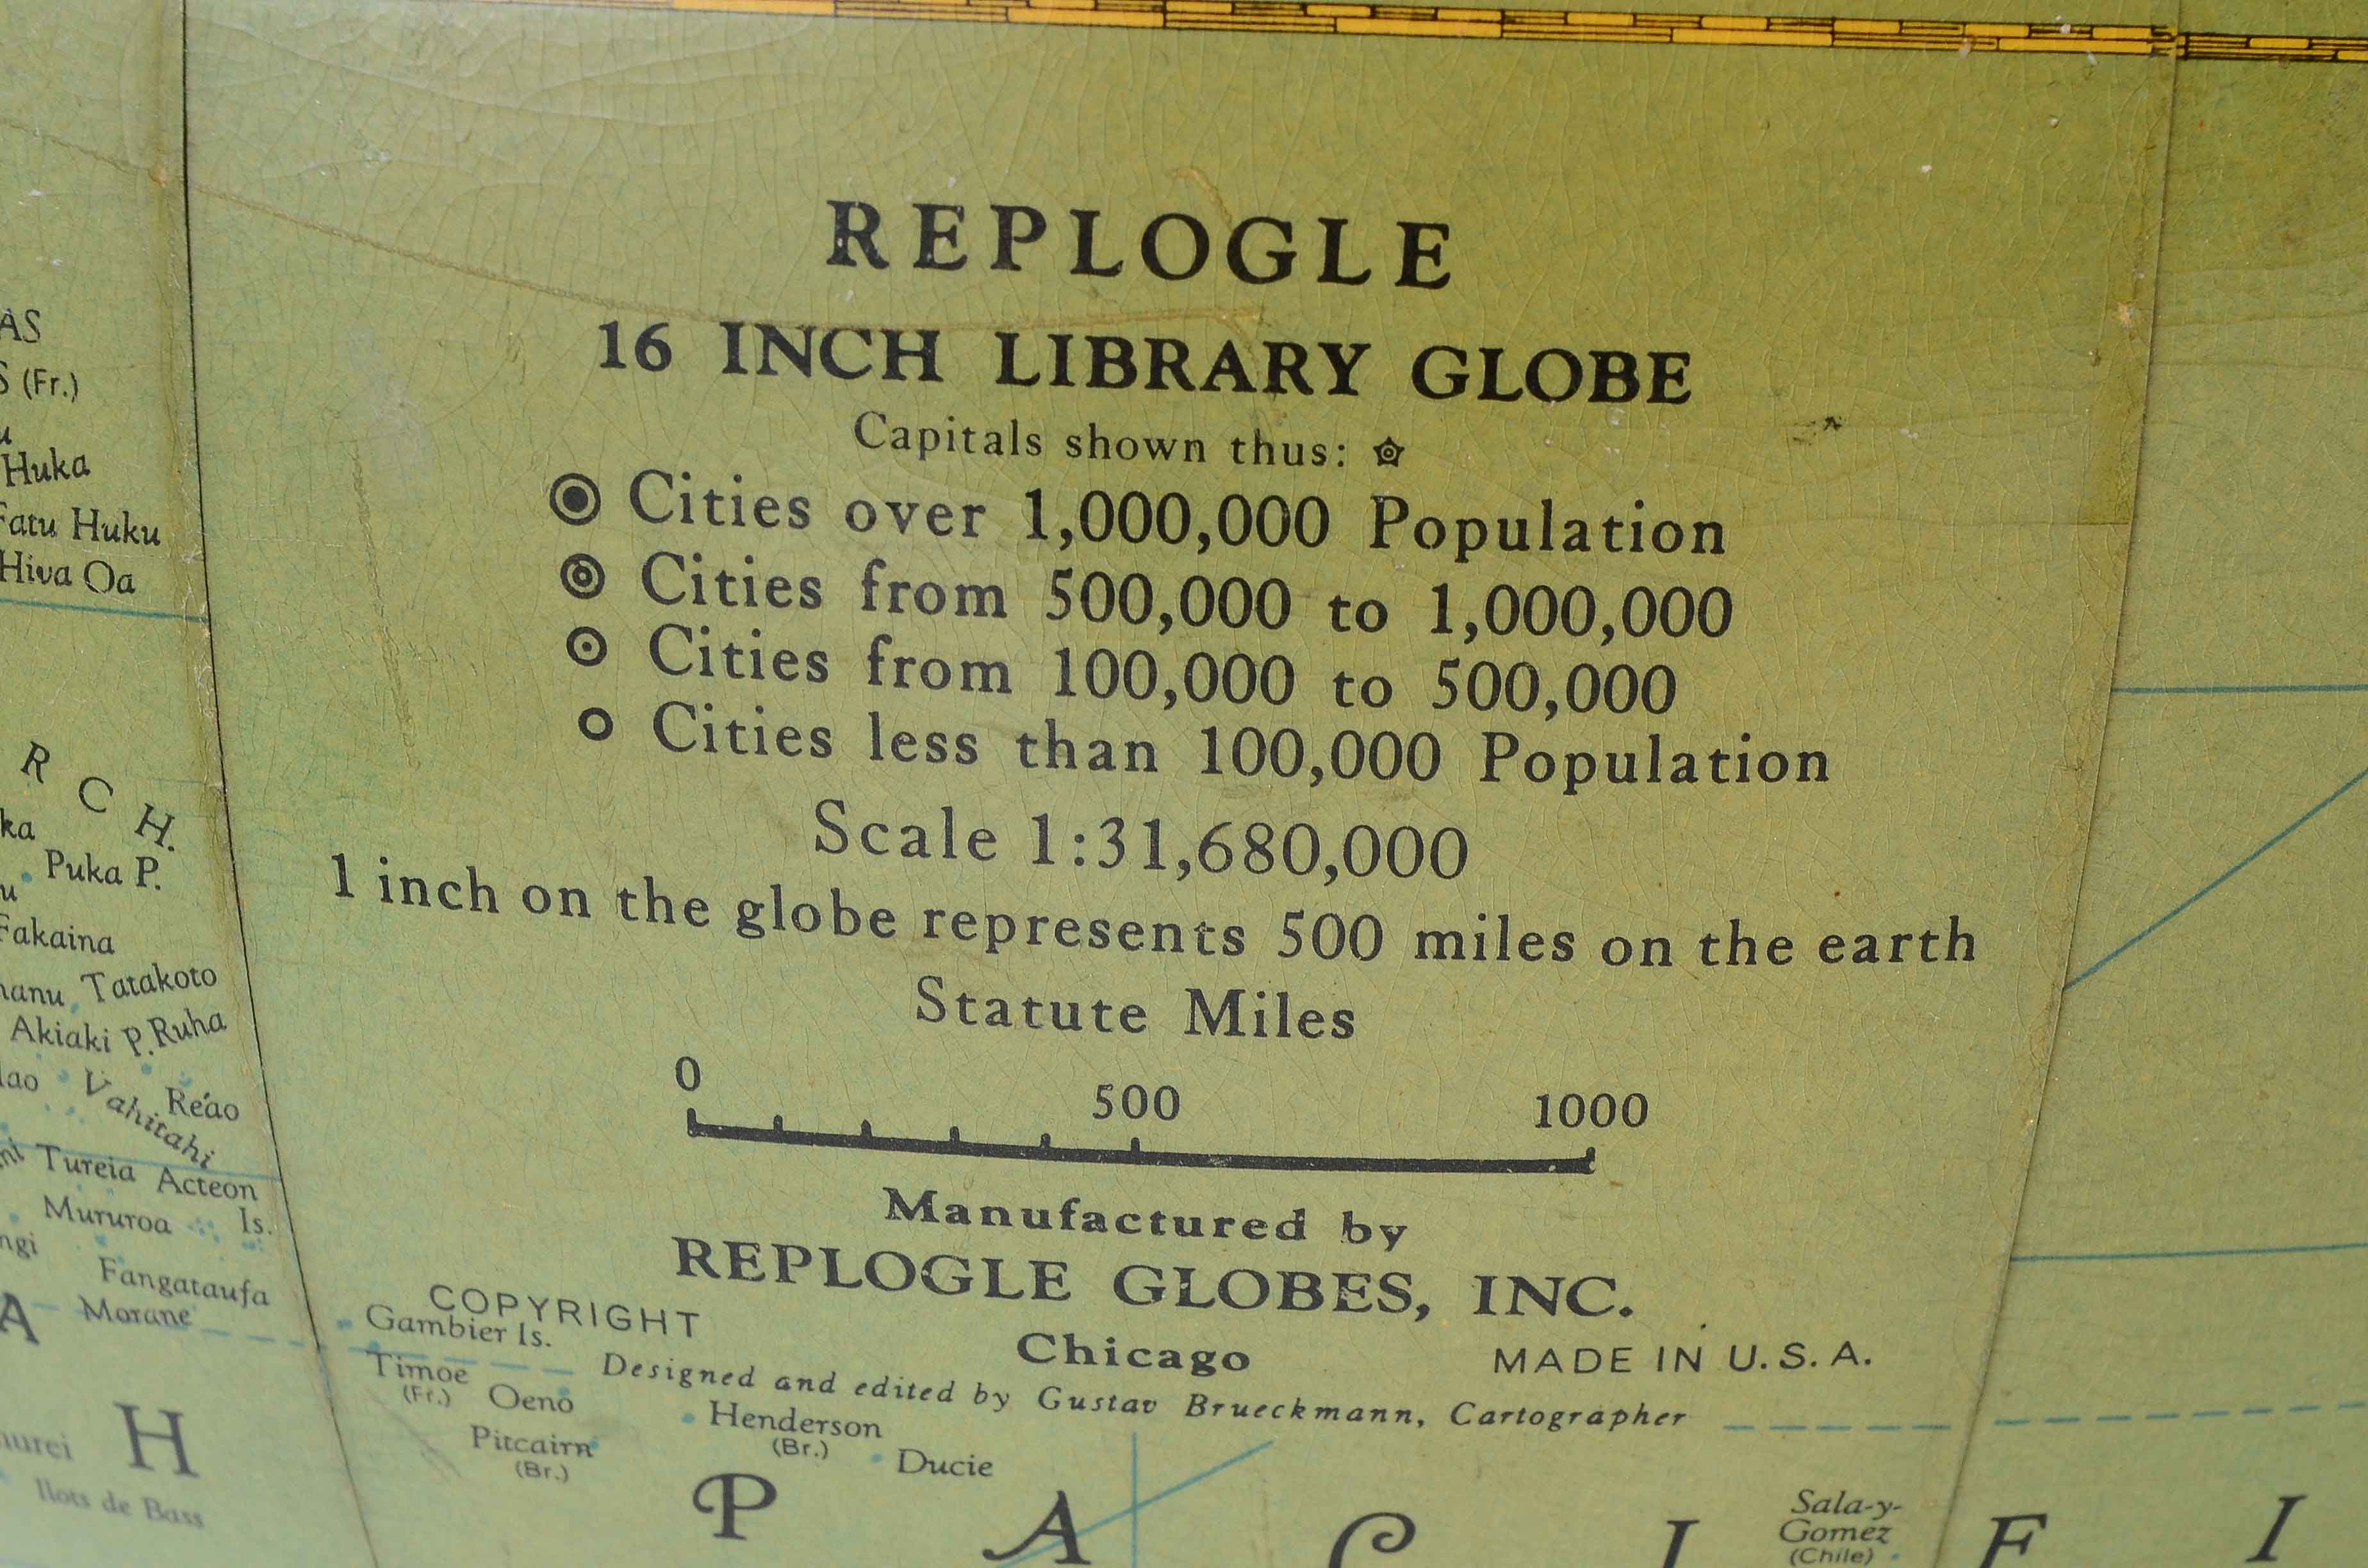 REPLOGLE
16 INCH LIBRARY GLOBE
Capitals shown thus:
Cities over 1,000,000 Population
Cities from 500,000 to 1,000,000
Cities from 100,000 to 500,000
Cities less than 100,000 Population
Scale 1:31,680,000
1 inch on the globe represents 500 miles on the earth
Statute Miles
0 500 1000
Manufactured by
REPLOGLE GLOBES, INC.
COPYRIGHT
Chicago
MADE IN U.S.A.
Designed and edited by Gustav Brueckmann, Cartographer
Gambier Is.
Timoe
(Fr.)
Oeno
Henderson
(Br.)
Pitcairn
(Br.)
Ducie
P A C I F I
Sala-y-
Gomez
(Chile)
AS
S (Fr.)
Huka
Fatu Huku
Hiva Oa
RCH.
Puka P.
Fakaina
Tatakoto
Akiaki P. Ruha
Vahitahi
Reáo
Tureia Acteon
Is.
Mururoa
Fangataufa
Morane
A
H
Ilots de Bass